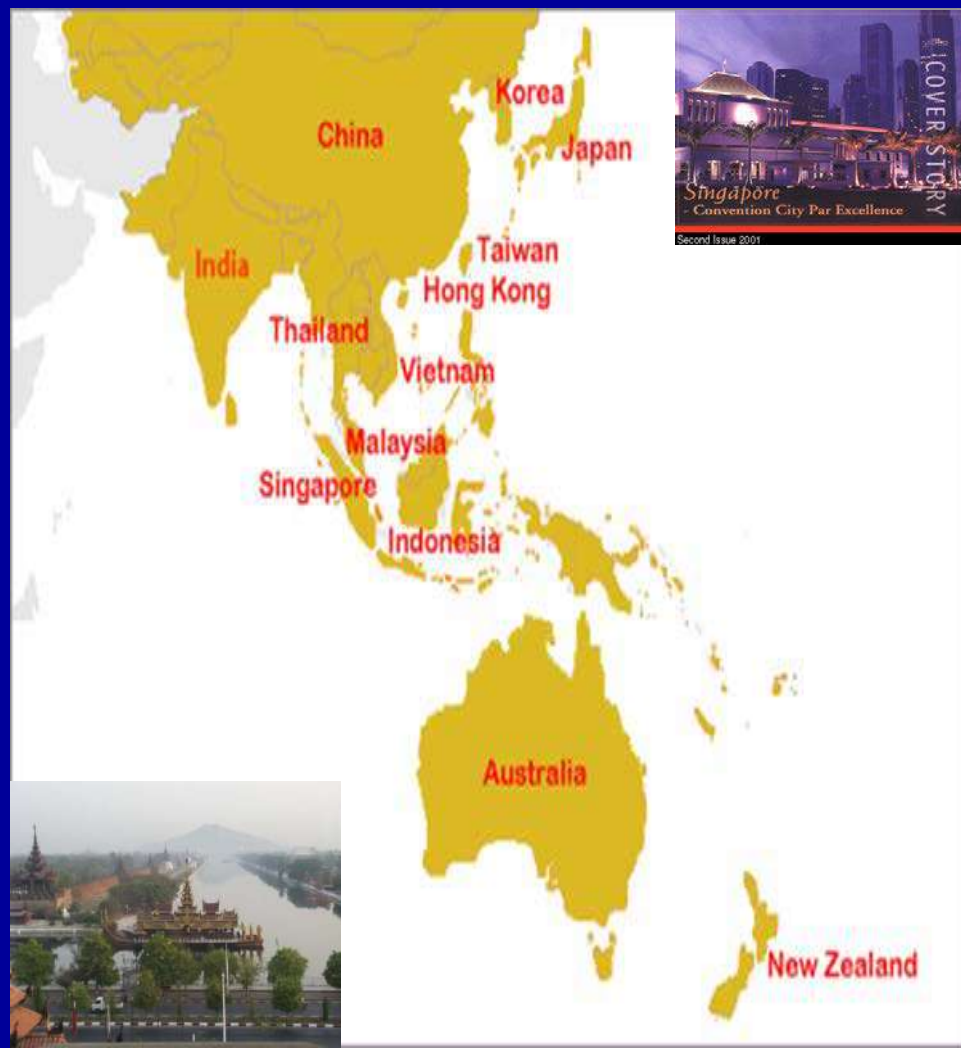 Korea
China
Japan
COVER STORY
Singapore
- Convention City Par Excellence
Second Issue 2001
Taiwan
India
Hong Kong
Thailand
Vietnam
Malaysia
Singapore
Indonesia
Australia
New Zealand